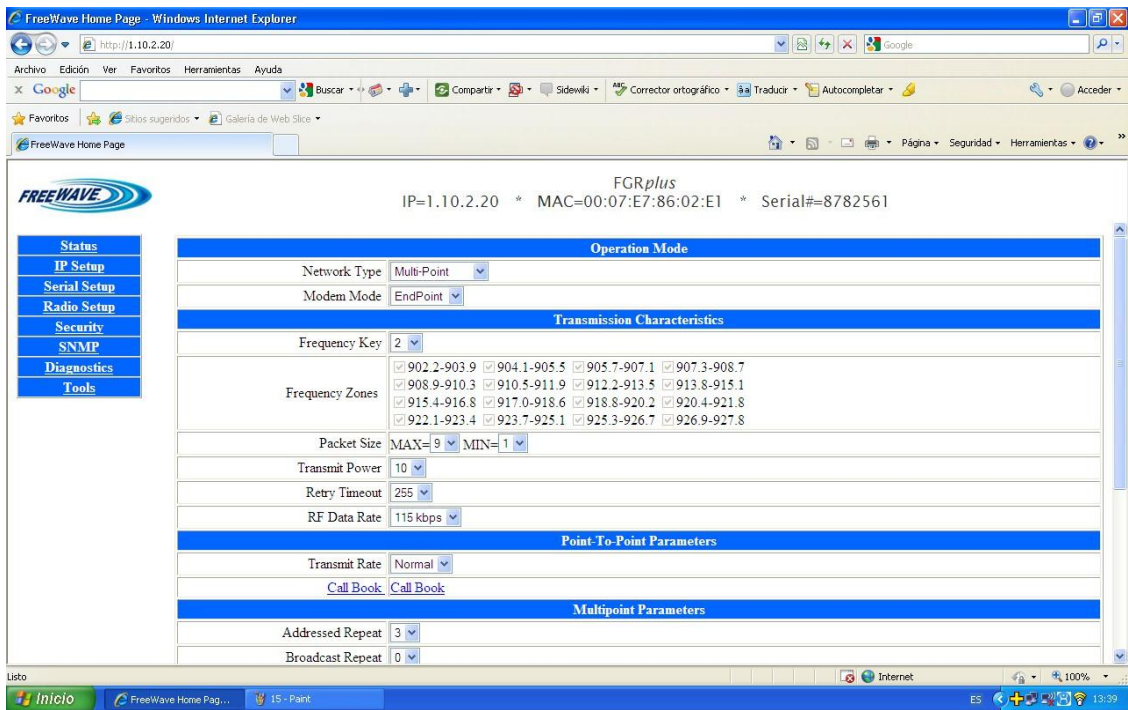 FreeWave Home Page - Windows Internet Explorer
http://1.10.2.20/
Google
Archivo Edición Ver Favoritos Herramientas Ayuda
x Google Buscar Compartir Sidewiki Corrector ortográfico Traducir Autocompletar Acceder
Favoritos Sitios sugeridos Galería de Web Slice
FreeWave Home Page Página Seguridad Herramientas
FREEWAVE
FGRplus
IP=1.10.2.20 * MAC=00:07:E7:86:02:E1 * Serial#=8782561
Status
IP Setup
Serial Setup
Radio Setup
Security
SNMP
Diagnostics
Tools
Operation Mode
Network Type Multi-Point
Modem Mode EndPoint
Transmission Characteristics
Frequency Key 2
Frequency Zones
902.2-903.9 904.1-905.5 905.7-907.1 907.3-908.7
908.9-910.3 910.5-911.9 912.2-913.5 913.8-915.1
915.4-916.8 917.0-918.6 918.8-920.2 920.4-921.8
922.1-923.4 923.7-925.1 925.3-926.7 926.9-927.8
Packet Size MAX= 9 MIN= 1
Transmit Power 10
Retry Timeout 255
RF Data Rate 115 kbps
Point-To-Point Parameters
Transmit Rate Normal
Call Book Call Book
Multipoint Parameters
Addressed Repeat 3
Broadcast Repeat 0
Listo Internet 100%
Inicio FreeWave Home Pag... 15 - Paint ES 13:39